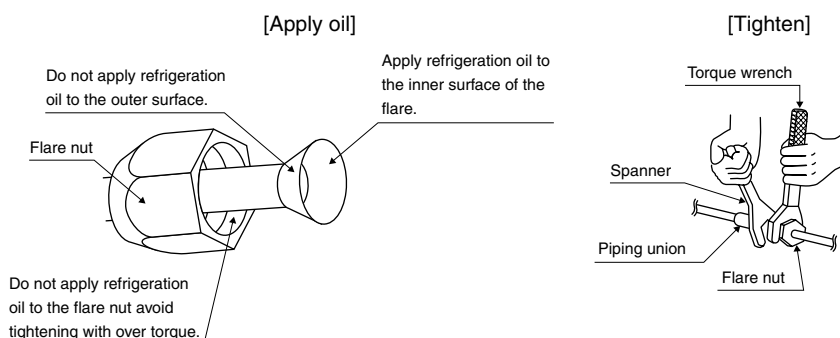 [Apply oil]
Do not apply refrigeration
oil to the outer surface.
Apply refrigeration oil to
the inner surface of the
flare.
Flare nut
Do not apply refrigeration
oil to the flare nut avoid
tightening with over torque.
[Tighten]
Torque wrench
Spanner
Piping union
Flare nut